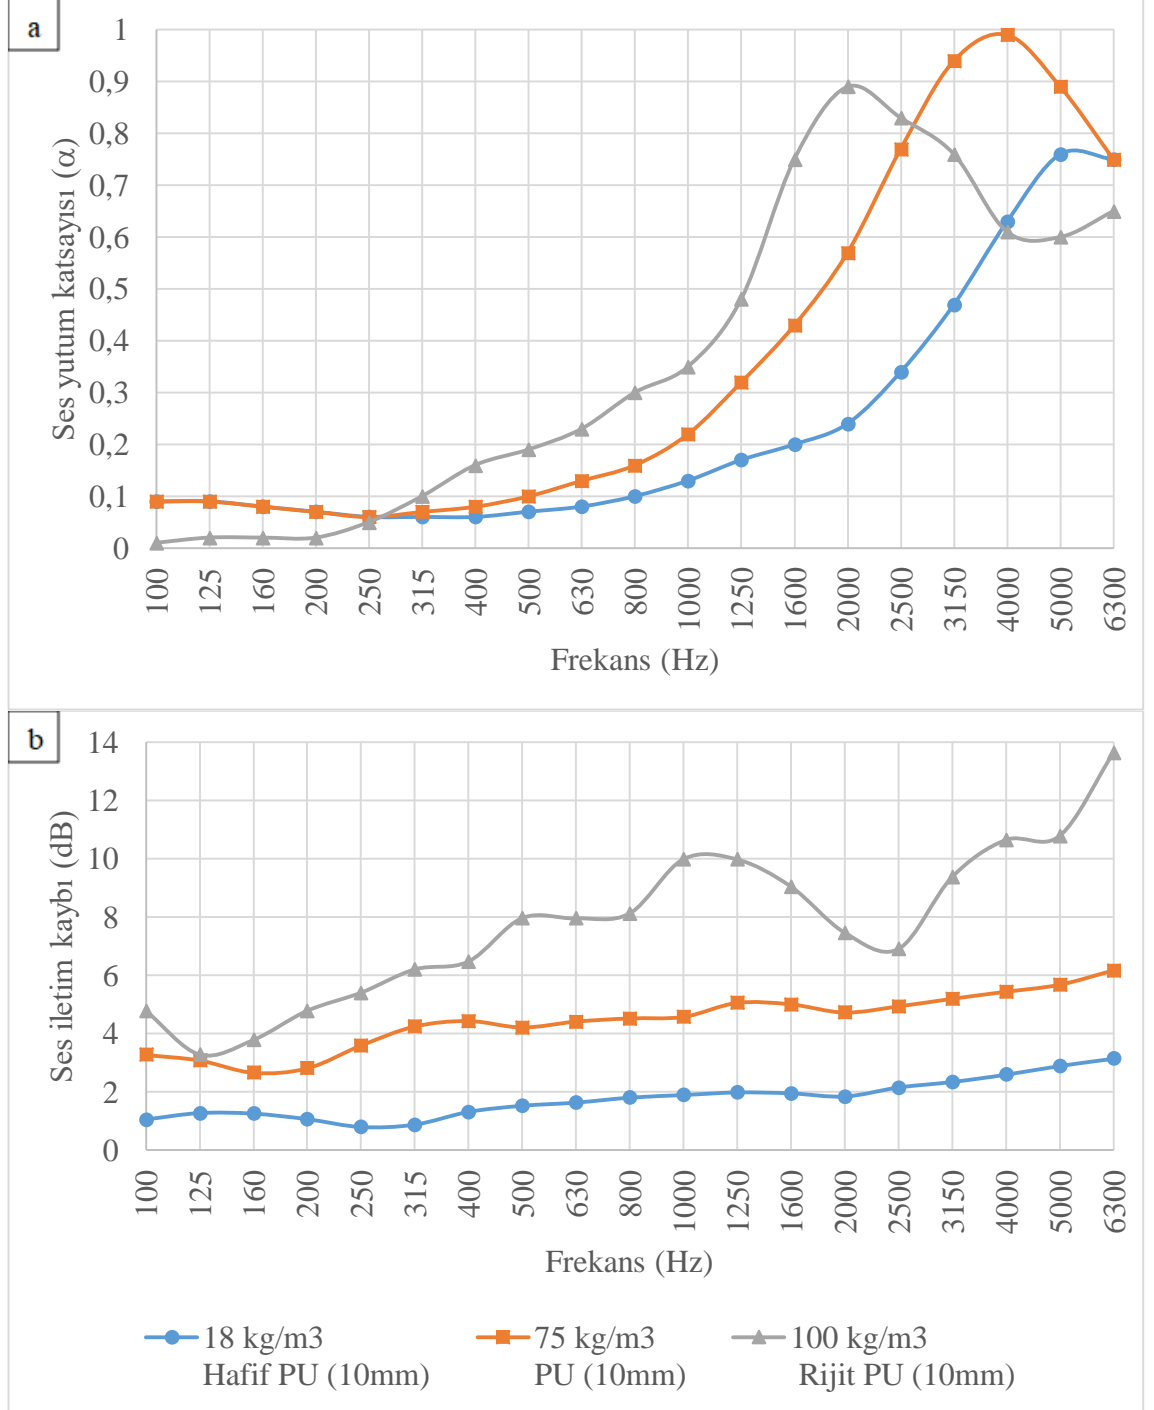 a
Ses yutum katsayısı (α)
1
0,9
0,8
0,7
0,6
0,5
0,4
0,3
0,2
0,1
0
100 125 160 200 250 315 400 500 630 800 1000 1250 1600 2000 2500 3150 4000 5000 6300
Frekans (Hz)
b
Ses iletim kaybı (dB)
14
12
10
8
6
4
2
0
100 125 160 200 250 315 400 500 630 800 1000 1250 1600 2000 2500 3150 4000 5000 6300
Frekans (Hz)
18 kg/m3
Hafif PU (10mm)
75 kg/m3
PU (10mm)
100 kg/m3
Rijit PU (10mm)